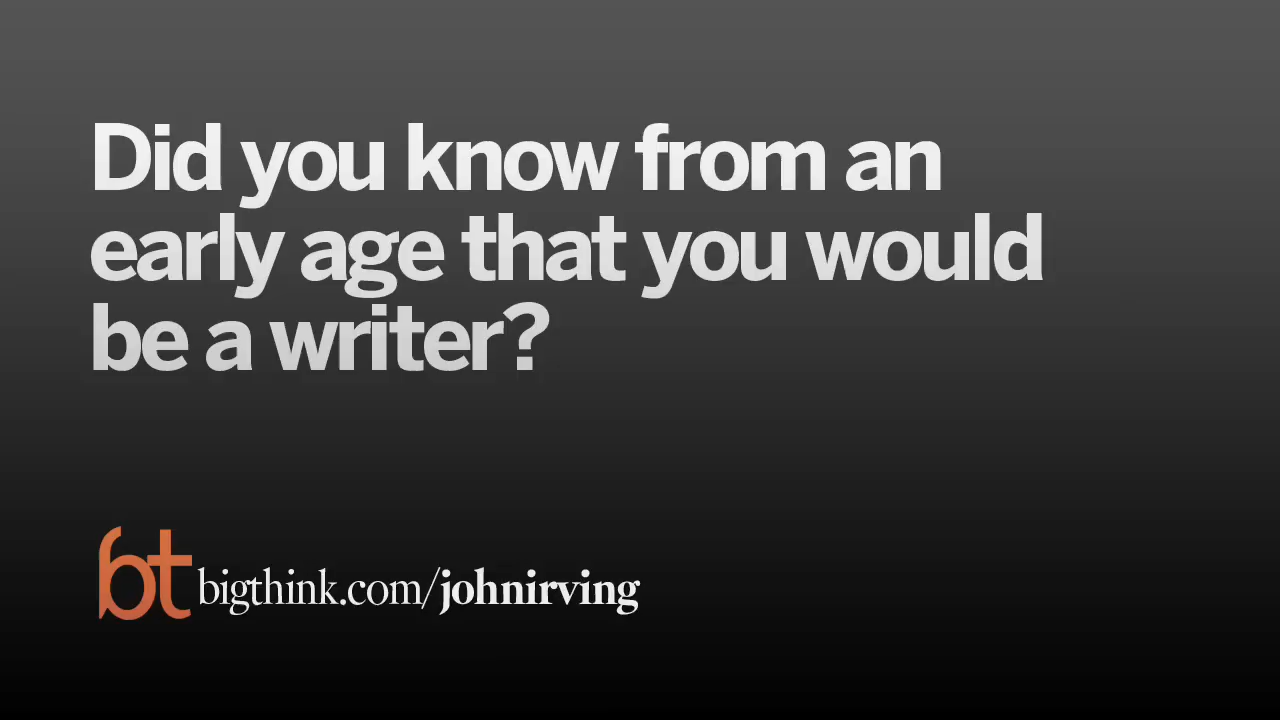 Did you know from an
early age that you would
be a writer?
bt bigthink.com/johnirving